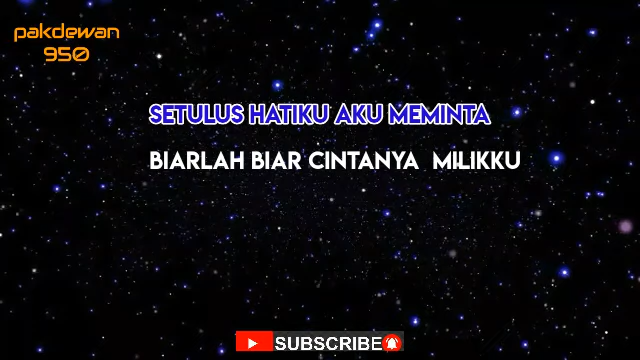 pakdewan
950
SETULUS HATIKU AKU MEMINTA
BIARLAH BIAR CINTANYA MILIKKU
SUBSCRIBE